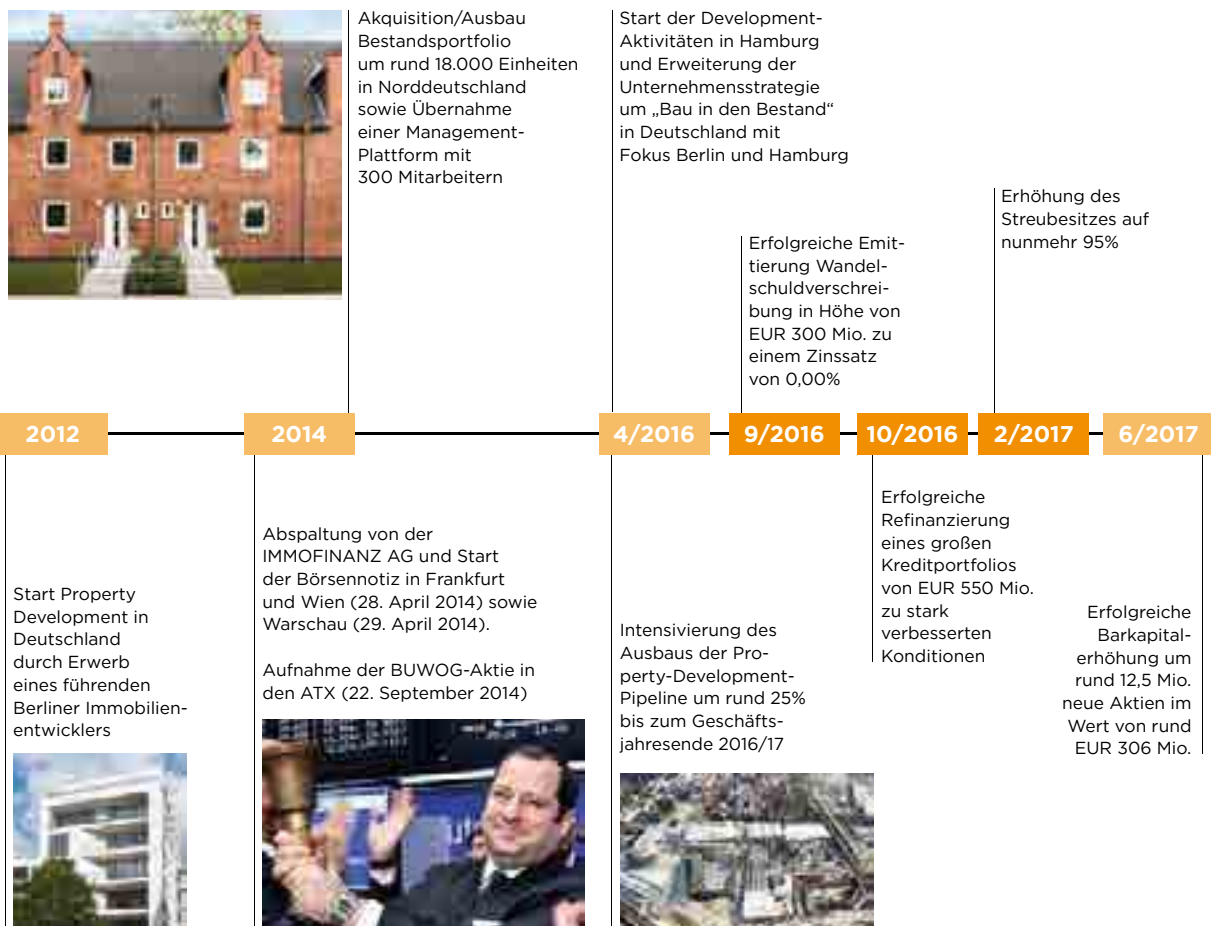 Akquisition/Ausbau
Bestandsportfolio
um rund 18.000 Einheiten
in Norddeutschland
sowie Übernahme
einer Management-
Plattform mit
300 Mitarbeitern
Start der Development-
Aktivitäten in Hamburg
und Erweiterung der
Unternehmensstrategie
um „Bau in den Bestand“
in Deutschland mit
Fokus Berlin und Hamburg
Erfolgreiche Emit-
tierung Wandel-
schuldverschrei-
bung in Höhe von
EUR 300 Mio. zu
einem Zinssatz
von 0,00%
Erhöhung des
Streubesitzes auf
nunmehr 95%
2012
2014
4/2016
9/2016
10/2016
2/2017
6/2017
Start Property
Development in
Deutschland
durch Erwerb
eines führenden
Berliner Immobilien-
entwicklers
Abspaltung von der
IMMOFINANZ AG und Start
der Börsennotiz in Frankfurt
und Wien (28. April 2014) sowie
Warschau (29. April 2014).
Aufnahme der BUWOG-Aktie in
den ATX (22. September 2014)
Intensivierung des
Ausbaus der Pro-
perty-Development-
Pipeline um rund 25%
bis zum Geschäfts-
jahresende 2016/17
Erfolgreiche
Refinanzierung
eines großen
Kreditportfolios
von EUR 550 Mio.
zu stark
verbesserten
Konditionen
Erfolgreiche
Barkapital-
erhöhung um
rund 12,5 Mio.
neue Aktien im
Wert von rund
EUR 306 Mio.